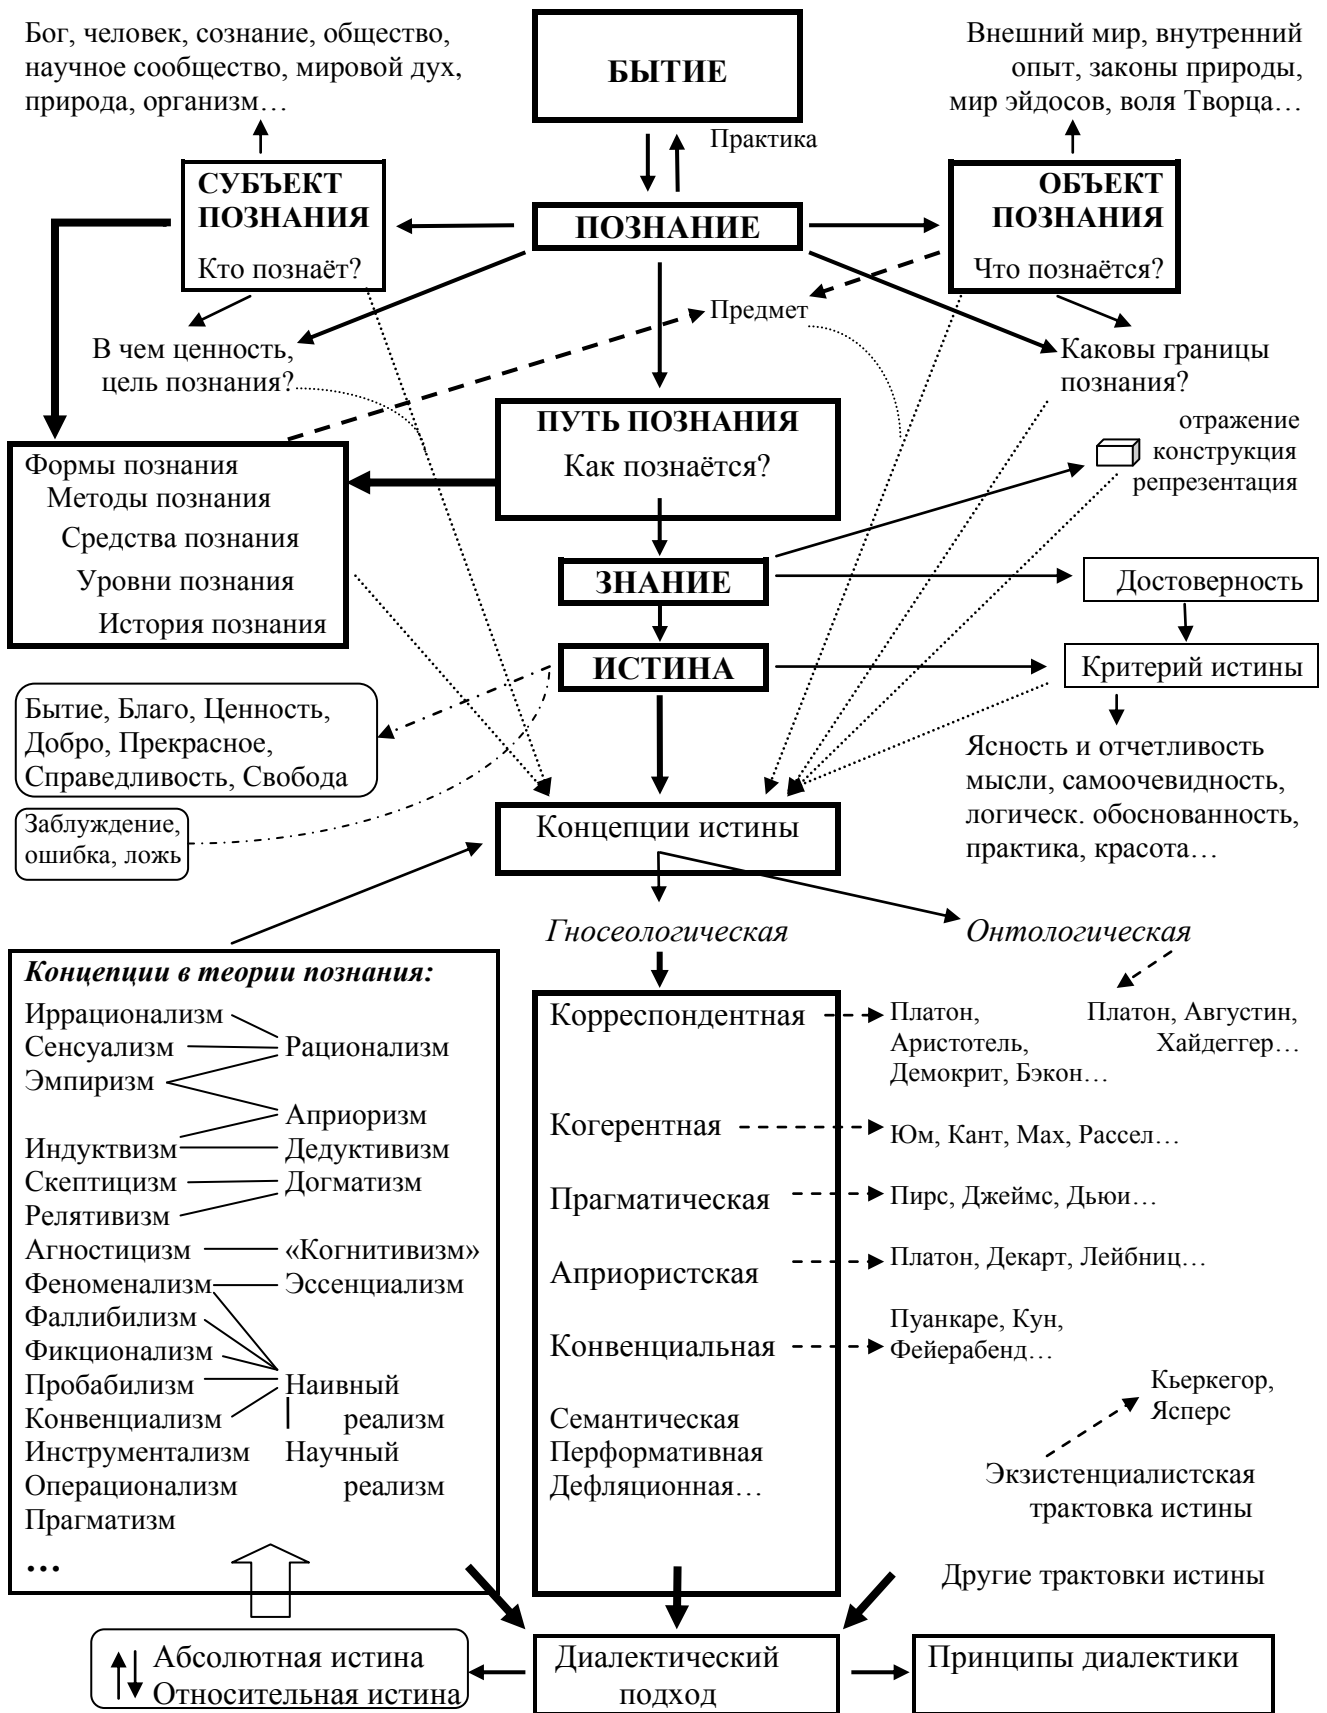 Бог, человек, сознание, общество,
научное сообщество, мировой дух,
природа, организм…
БЫТИЕ
Внешний мир, внутренний
опыт, законы природы,
мир эйдосов, воля Творца…
Практика
СУБЪЕКТ
ПОЗНАНИЯ
Кто познаёт?
ПОЗНАНИЕ
ОБЪЕКТ
ПОЗНАНИЯ
Что познаётся?
Предмет
В чем ценность,
цель познания?
Каковы границы
познания?
ПУТЬ ПОЗНАНИЯ
Как познаётся?
отражение
конструкция
репрезентация
Формы познания
Методы познания
Средства познания
Уровни познания
История познания
ЗНАНИЕ
Достоверность
ИСТИНА
Критерий истины
Бытие, Благо, Ценность,
Добро, Прекрасное,
Справедливость, Свобода
Ясность и отчетливость
мысли, самоочевидность,
логическ. обоснованность,
практика, красота…
Заблуждение,
ошибка, ложь
Концепции истины
Гносеологическая
Онтологическая
Концепции в теории познания:
Иррационализм
Сенсуализм
Рационализм
Эмпиризм
Априоризм
Индуктвизм
Дедуктивизм
Скептицизм
Догматизм
Релятивизм
Агностицизм
«Когнитивизм»
Феноменализм
Эссенциализм
Фаллибилизм
Фикционализм
Пробабилизм
Наивный
Конвенциализм
реализм
Инструментализм
Научный
Операционализм
реализм
Прагматизм
…
Корреспондентная
Платон,
Аристотель,
Демокрит, Бэкон…
Платон, Августин,
Хайдеггер…
Когерентная
Юм, Кант, Мах, Рассел…
Прагматическая
Пирс, Джеймс, Дьюи…
Априористская
Платон, Декарт, Лейбниц…
Конвенциальная
Пуанкаре, Кун,
Фейерабенд…
Семантическая
Перформативная
Дефляционная…
Кьеркегор,
Ясперс
Экзистенциалистская
трактовка истины
Другие трактовки истины
Абсолютная истина
Относительная истина
Диалектический
подход
Принципы диалектики